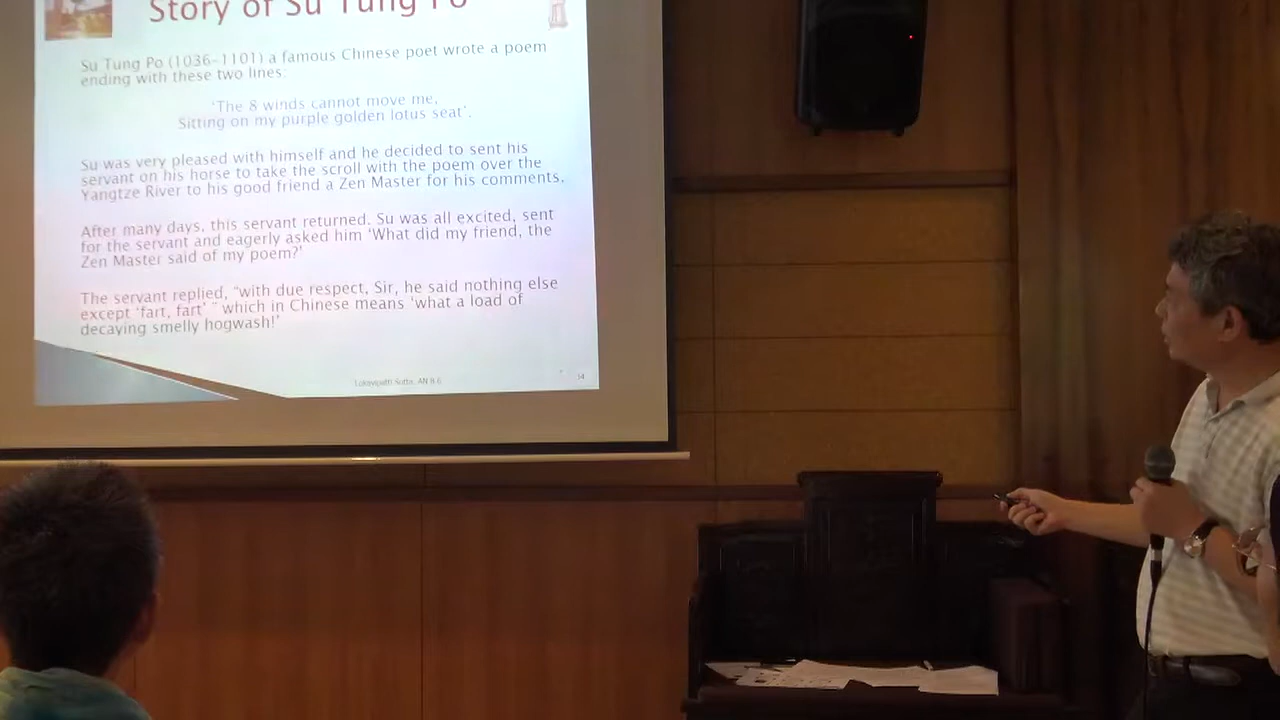 Story of Su Tung Po
Su Tung Po (1036-1101) a famous Chinese poet wrote a poem
ending with these two lines:
'The 8 winds cannot move me,
Sitting on my purple golden lotus seat'.
Su was very pleased with himself and he decided to sent his
servant on his horse to take the scroll with the poem over the
Yangtze River to his good friend a Zen Master for his comments.
After many days, this servant returned. Su was all excited, sent
for the servant and eagerly asked him 'What did my friend, the
Zen Master said of my poem?'
The servant replied, "with due respect, Sir, he said nothing else
except 'fart, fart' " which in Chinese means 'what a load of
decaying smelly hogwash!'
Lokavipatti Sutta, AN 8.6
34